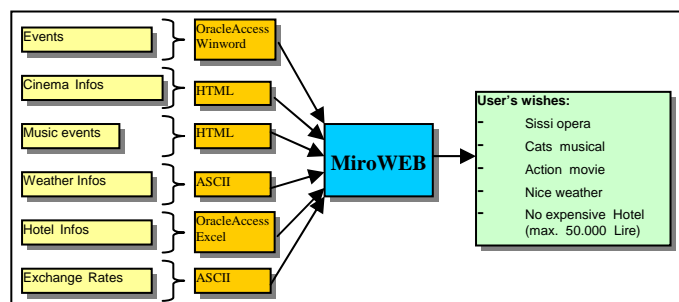 Events
OracleAccess
Winword
Cinema Infos
HTML
Music events
HTML
Weather Infos
ASCII
Hotel Infos
OracleAccess
Excel
Exchange Rates
ASCII
MiroWEB
User's wishes:
- Sissi opera
- Cats musical
- Action movie
- Nice weather
- No expensive Hotel
(max. 50.000 Lire)